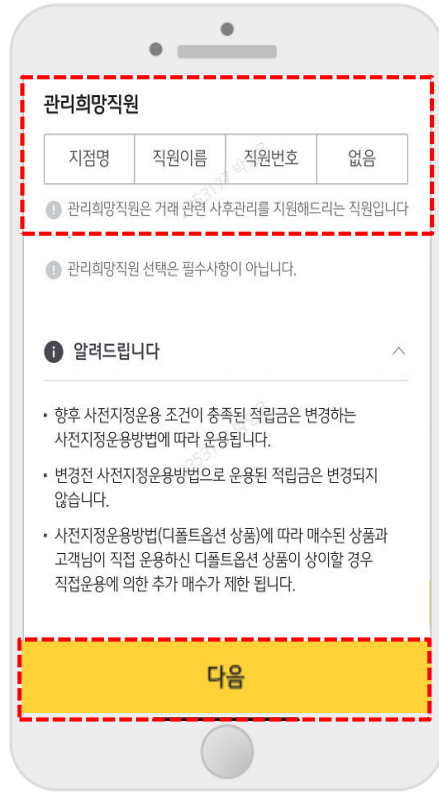 관리희망직원
지점명 직원이름 직원번호 없음
관리희망직원은 거래 관련 사후관리를 지원해드리는 직원입니다
.
관리희망직원 선택은 필수사항이 아닙니다.
알려드립니다
• 향후 사전지정운용 조건이 충족된 적립금은 변경하는
사전지정운용방법에 따라 운용됩니다.
• 변경전 사전지정운용방법으로 운용된 적립금은 변경되지
않습니다.
• 사전지정운용방법(디폴트옵션 상품)에 따라 매수된 상품과
고객님이 직접 운용하신 디폴트옵션 상품이 상이할 경우
직접운용에 의한 추가 매수가 제한 됩니다.
다음